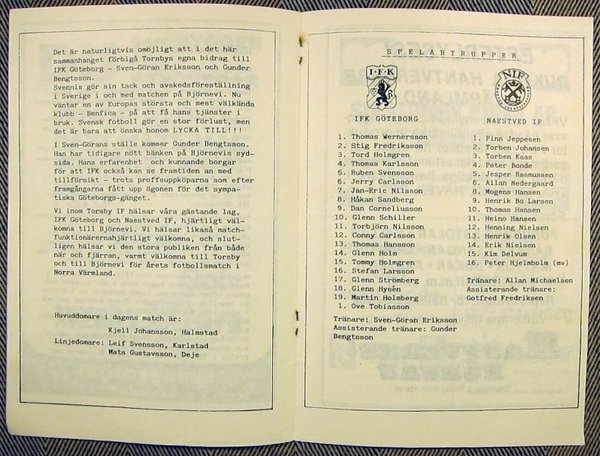 Det är naturligtvis omöjligt att i det här
sammanhanget förbigå Torsbys egna bidrag till
IFK Göteborg - Sven-Göran Eriksson och Gunder
Bengtsson.
Svennis gör sin tack och avskedsföreställning
i Sverige i och med matchen på Björnevi. Nu
väntar en av Europas största och mest välkända
klubb - Benfica - på att få hans tjänster i
bruk. Svensk fotboll gör en stor förlust, men
det är bara att önska honom LYCKA TILL!!!
I Sven-Görans ställe kommer Gunder Bengtsson.
Han har tidigare nött bänken på Björnevis syd-
sida. Hans erfarenhet och kunnande borgar
för att IFK också kan se framtiden an med
tillförsikt - trots proffsuppköparna som efter
framgångarna fått upp ögonen för det sympa-
tiska Göteborgs-gänget.
Vi inom Torsby IF hälsar våra gästande lag,
IFK Göteborg och Naestved IF, hjärtligt väl-
komna till Björnevi. Vi hälsar likaså match-
funktionärernahjärtligt välkomna, och slut-
ligen hälsar vi den stora publiken från både
när och fjärran, varmt välkomna till Torsby
och till Björnevi för årets fotbollsmatch i
Norra Värmland.
Huvuddomare i dagens match är:
Kjell Johansson, Halmstad
Linjedomare: Leif Svensson, Karlstad
Mats Gustavsson, Deje
SPELARTRUPPER
I.F.K
NIF
IFK GÖTEBORG
1. Thomas Wernersson
2. Stig Fredriksson
3. Tord Holmgren
4. Thomas Karlsson
5. Ruben Svensson
6. Jerry Carlsson
7. Jan-Eric Nilsson
8. Håkan Sandberg
9. Dan Corneliusson
10. Glenn Schiller
11. Torbjörn Nilsson
12. Conny Carlsson
13. Thomas Hansson
14. Glenn Holm
15. Tommy Holmgren
16. Stefan Larsson
17. Glenn Strömberg
18. Glenn Hysén
19. Martin Holmberg
1. Ove Tobiasson
Tränare: Sven-Göran Eriksson
Assisterande tränare: Gunder
Bengtsson
NAESTVED IF
1. Finn Jeppesen
2. Torben Johansen
3. Torben Kaas
4. Peter Bonde
5. Jesper Rasmussen
6. Allan Nedergaard
7. Mogens Hansen
9. Henrik Bo Larsen
10. Thomas Hansen
11. Heino Hansen
12. Henning Nielsen
13. Henrik Olsen
14. Erik Nielsen
15. Kim Delvum
16. Peter Hjelmholm (mv)
Tränare: Allan Michaelsen
Assisterande tränare:
Gotfred Fredriksen